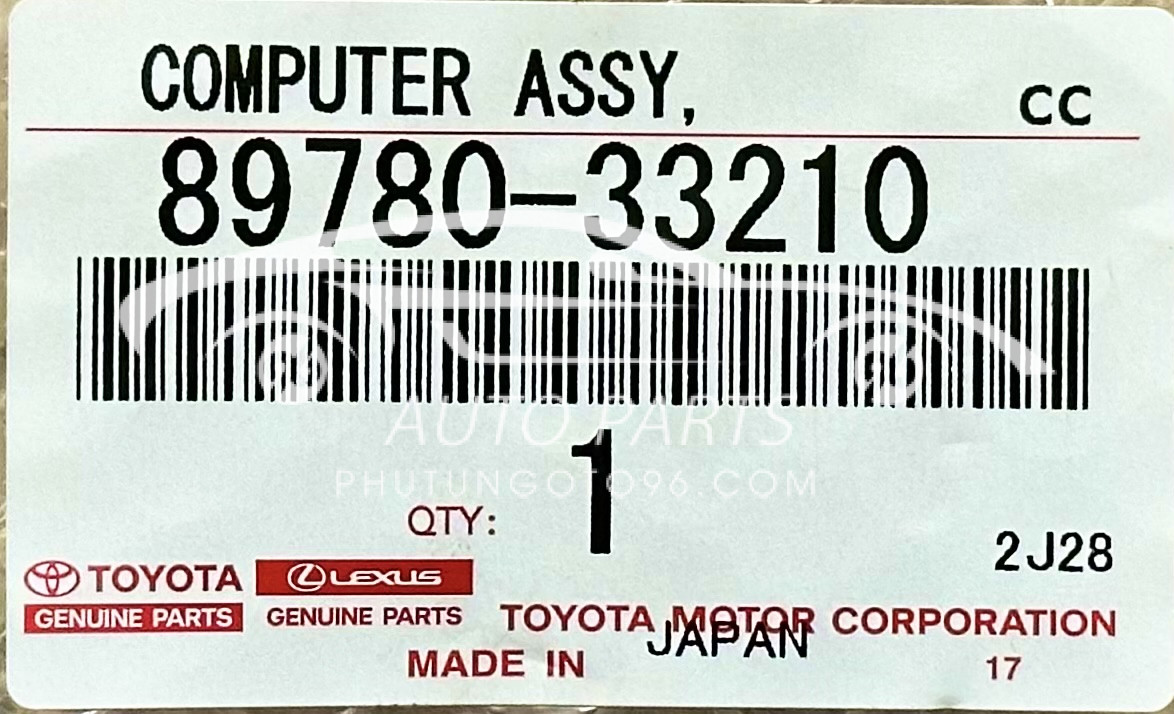 COMPUTER ASSY,
CC
89780-33210
AUTO PARTS
PHUTUNGOTO96.COM
QTY: 1
2J28
TOYOTA
GENUINE PARTS
LEXUS
GENUINE PARTS
TOYOTA MOTOR CORPORATION
MADE IN JAPAN
17